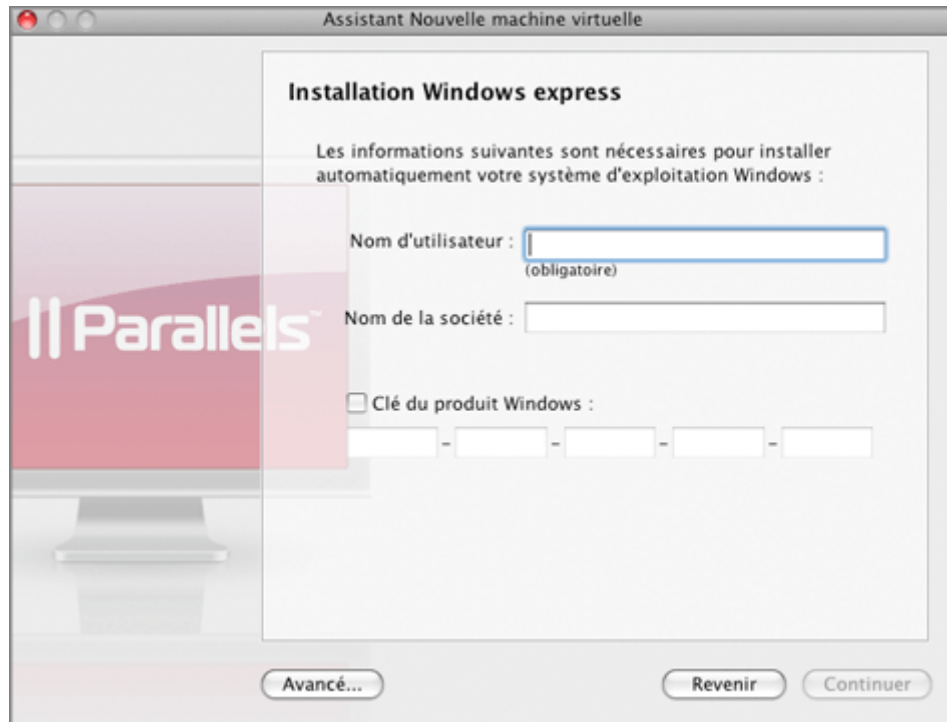 Assistant Nouvelle machine virtuelle
Installation Windows express
Les informations suivantes sont nécessaires pour installer
automatiquement votre système d'exploitation Windows :
Nom d'utilisateur :
(obligatoire)
Nom de la société :
Parallels™
Clé du produit Windows :
- - - -
Avancé... Revenir Continuer